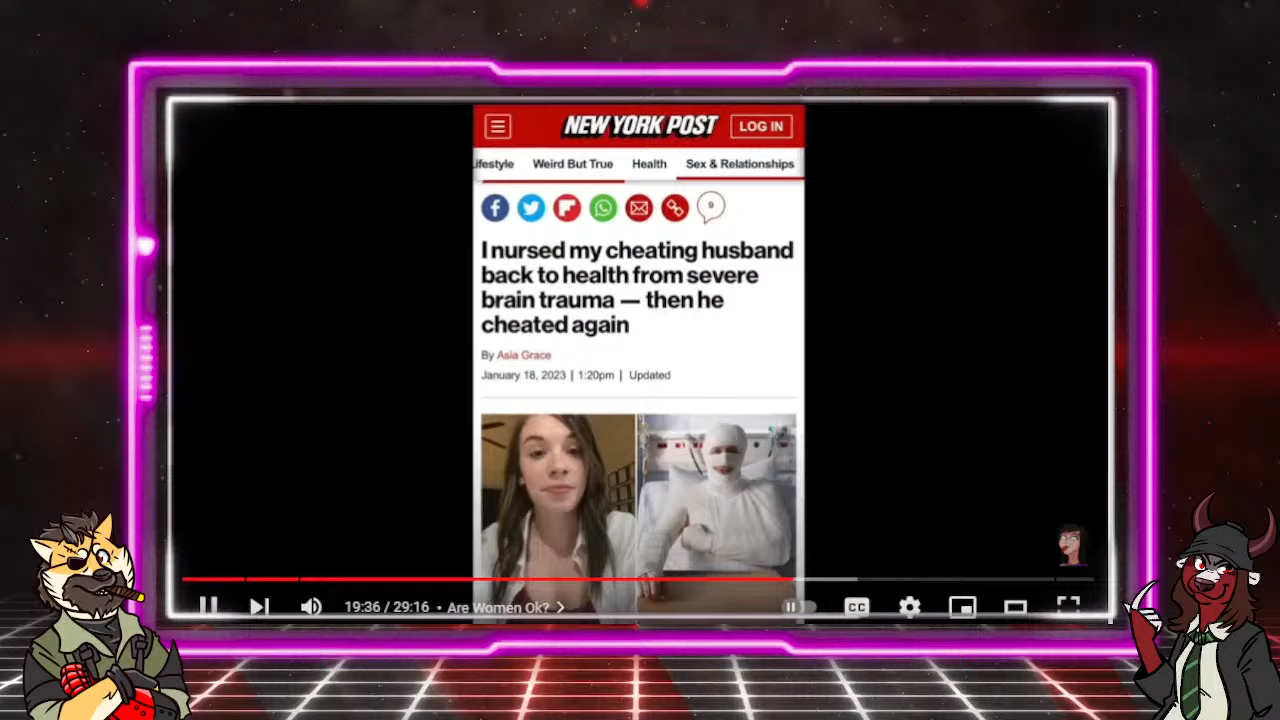 NEW YORK POST
LOG IN
ifestyle Weird But True Health Sex & Relationships
9
I nursed my cheating husband
back to health from severe
brain trauma — then he
cheated again
By Asia Grace
January 18, 2023 | 1:20pm | Updated
19:36 / 29:16 • Are Women Ok?
CC